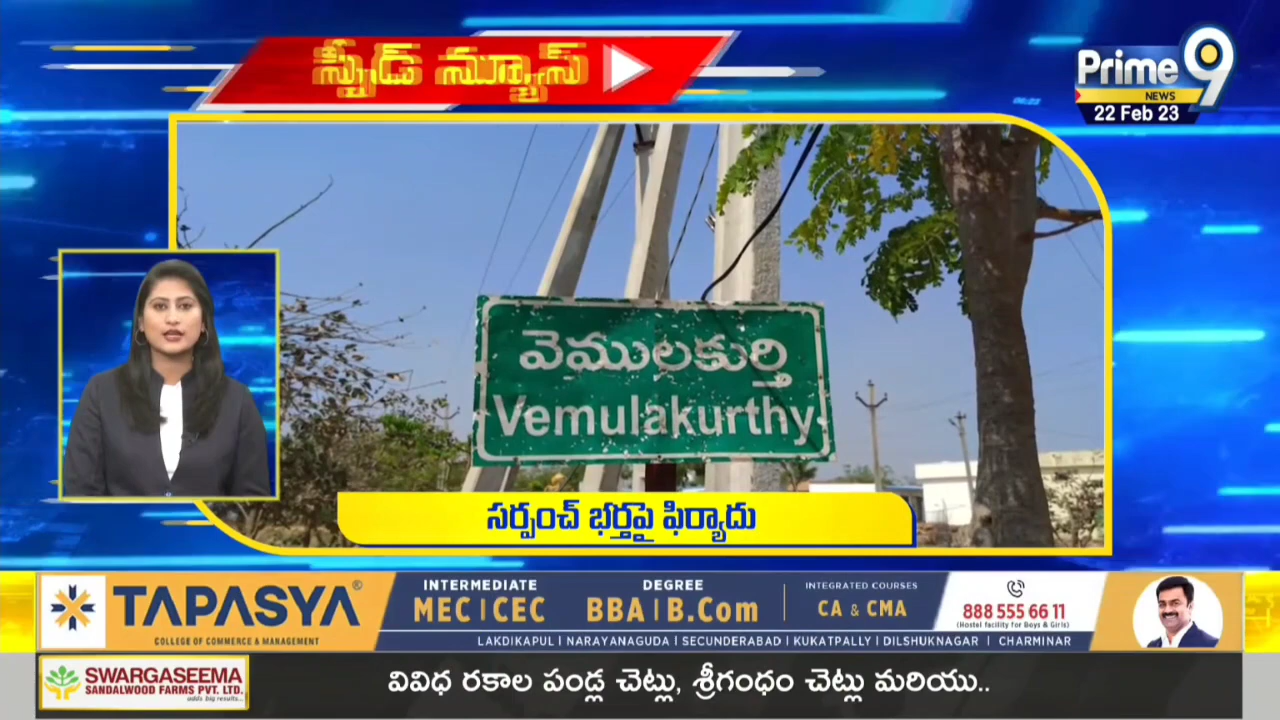 స్పీడ్ న్యూస్
Prime9
NEWS
22 Feb 23
వెములకుర్తి
Vemulakurthy
సర్పంచ్ భర్తపై ఫిర్యాదు
TAPASYA®
COLLEGE OF COMMERCE & MANAGEMENT
INTERMEDIATE
MEC | CEC
DEGREE
BBA | B.Com
INTEGRATED COURSES
CA & CMA
888 555 66 11
(Hostel facility for Boys & Girls)
LAKDIKAPUL | NARAYANAGUDA | SECUNDERABAD | KUKATPALLY | DILSHUKNAGAR | CHARMINAR
SWARGASEEMA
SANDALWOOD FARMS PVT. LTD.
adds big results...
వివిధ రకాల పండ్ల చెట్లు, శ్రీగంధం చెట్లు మరియు..